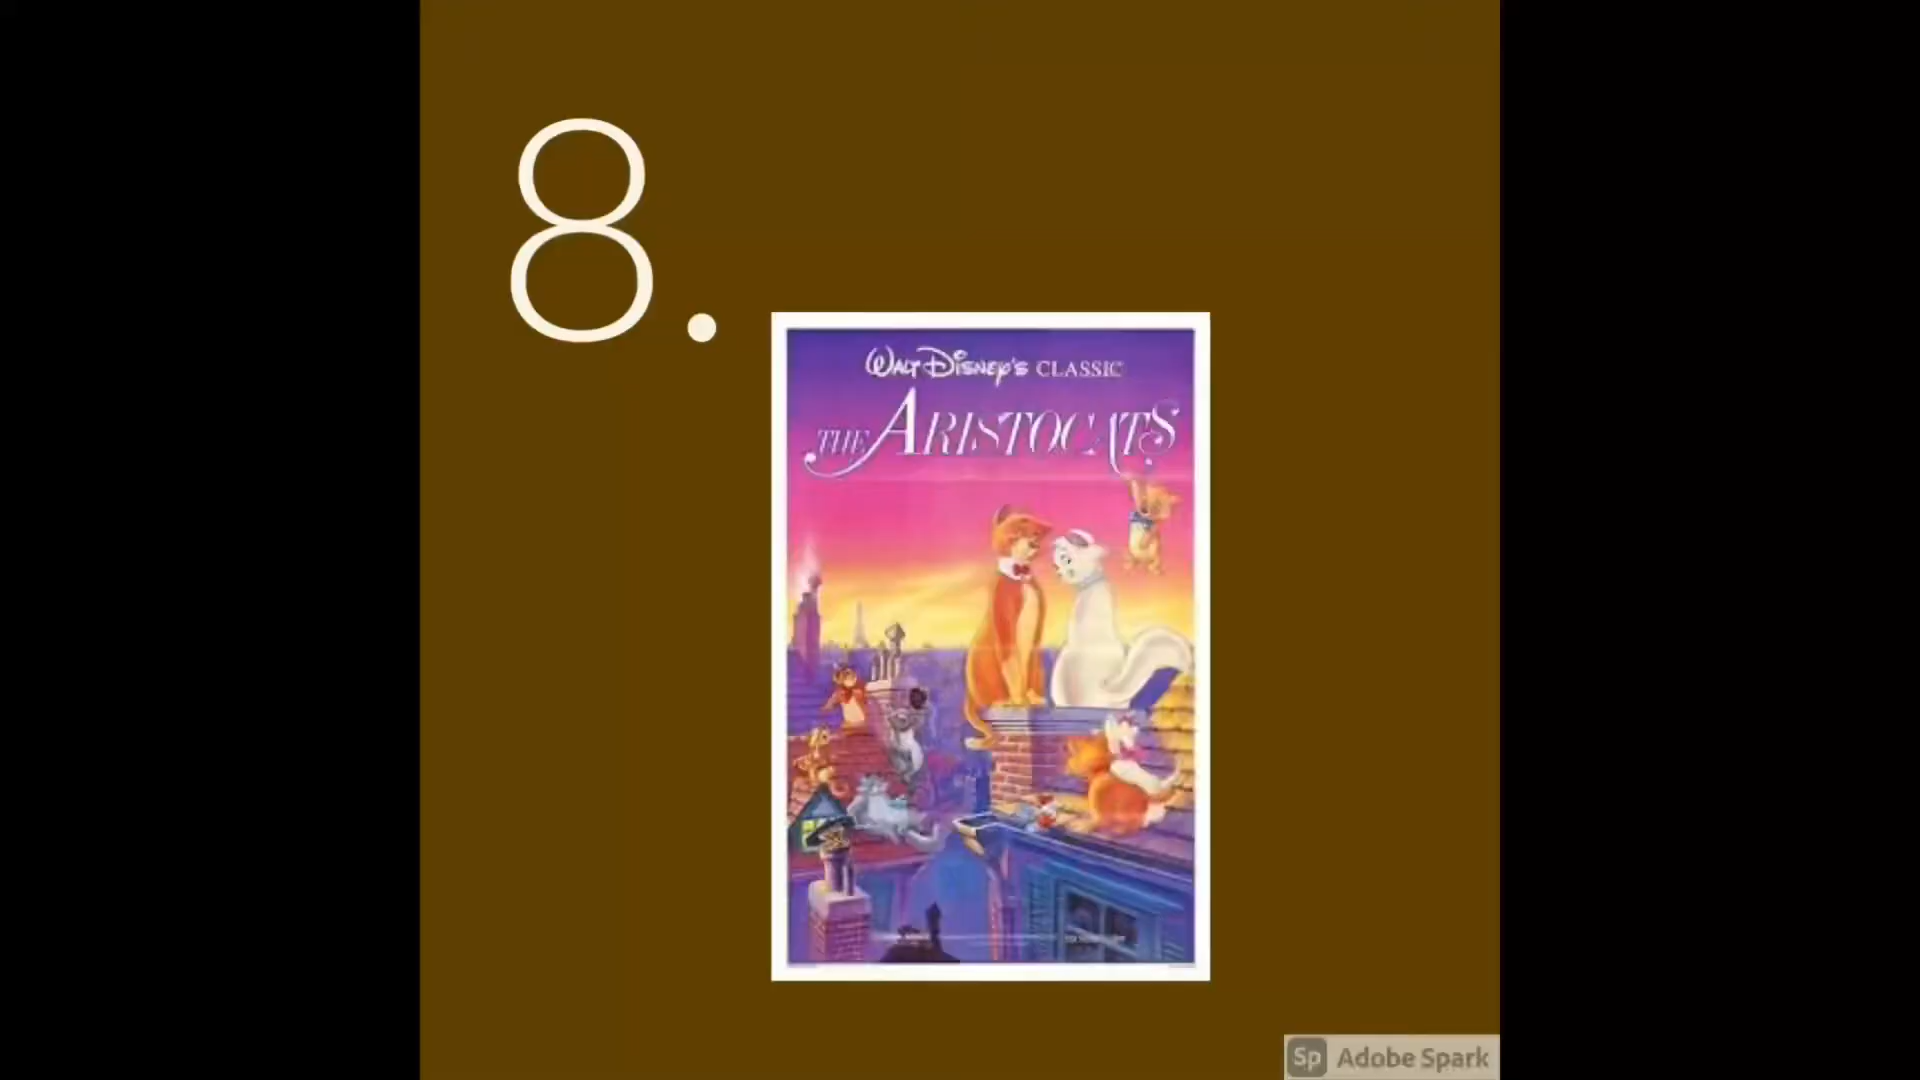 8.
WALT DISNEY'S CLASSIC
THE ARISTOCATS
Sp Adobe Spark